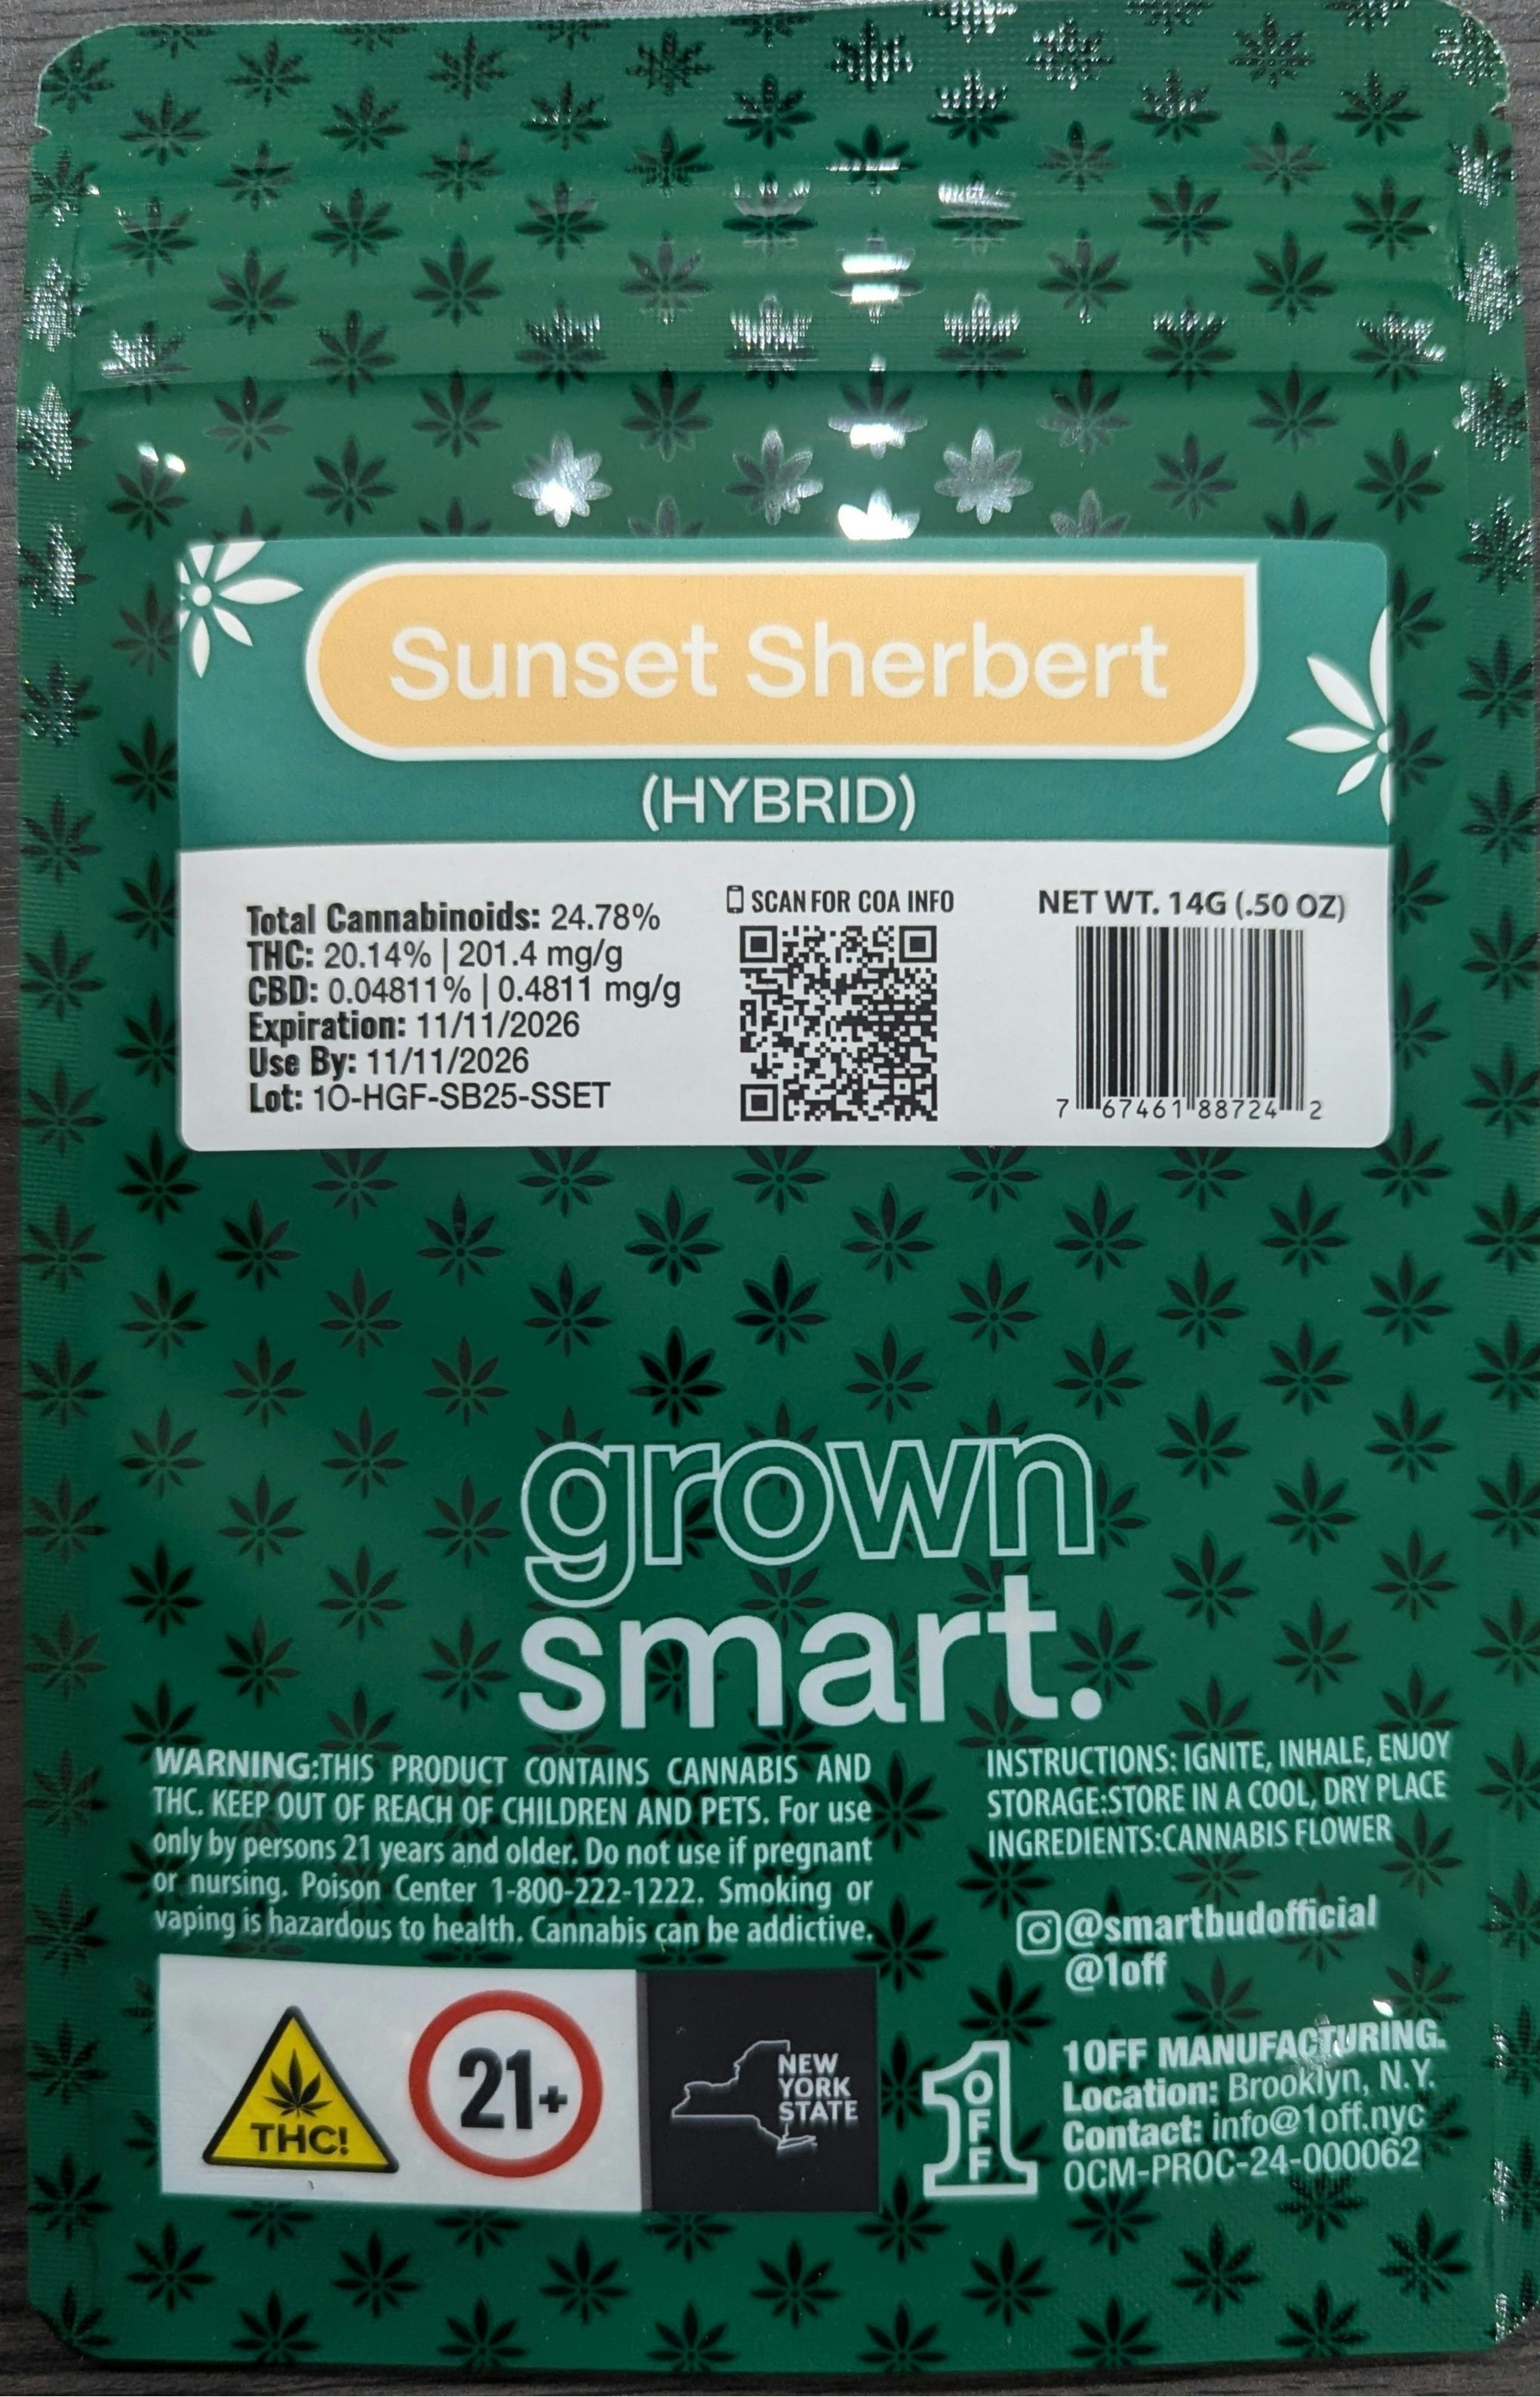 Sunset Sherbert
(HYBRID)
Total Cannabinoids: 24.78%
THC: 20.14% | 201.4 mg/g
CBD: 0.04811% | 0.4811 mg/g
Expiration: 11/11/2026
Use By: 11/11/2026
Lot: 1O-HGF-SB25-SSET
SCAN FOR COA INFO
NET WT. 14G (.50 OZ)
7 67461 88724 2
grown
smart.
WARNING:THIS PRODUCT CONTAINS CANNABIS AND
THC. KEEP OUT OF REACH OF CHILDREN AND PETS. For use
only by persons 21 years and older. Do not use if pregnant
or nursing. Poison Center 1-800-222-1222. Smoking or
vaping is hazardous to health. Cannabis can be addictive.
INSTRUCTIONS: IGNITE, INHALE, ENJOY
STORAGE:STORE IN A COOL, DRY PLACE
INGREDIENTS:CANNABIS FLOWER
@smartbudofficial
@1off
THC!
21+
NEW
YORK
STATE
1OFF
1OFF MANUFACTURING.
Location: Brooklyn, N.Y.
Contact: info@1off.nyc
OCM-PROC-24-000062